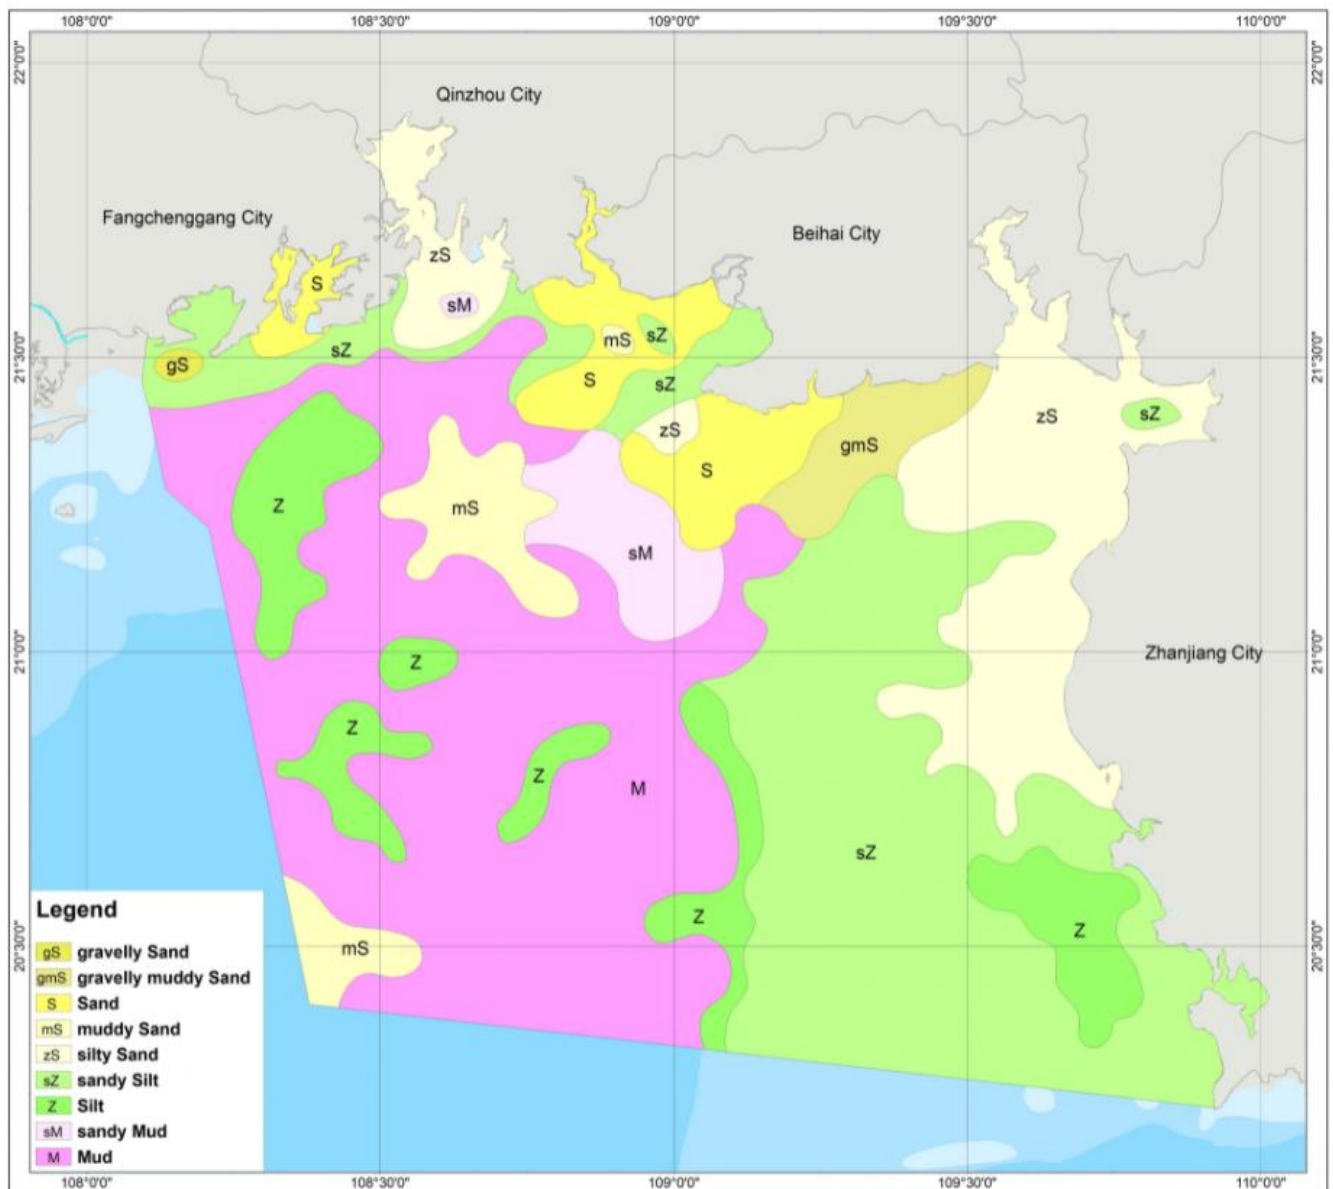 108°0'0" 108°30'0" 109°0'0" 109°30'0" 110°0'0"
22°0'0" 22°0'0"
Qinzhou City
Fangchenggang City
Beihai City
zS
S
sM
mS sZ
sZ
21°30'0" 21°30'0"
gS
S sZ
zS sZ
zS
gmS
S
Z mS
sM
21°0'0" Zhanjiang City 21°0'0"
Z
Z
Z
M
sZ
Z
Z
mS
20°30'0" 20°30'0"
Legend
gS gravelly Sand
gmS gravelly muddy Sand
S Sand
mS muddy Sand
zS silty Sand
sZ sandy Silt
Z Silt
sM sandy Mud
M Mud
108°0'0" 108°30'0" 109°0'0" 109°30'0" 110°0'0"